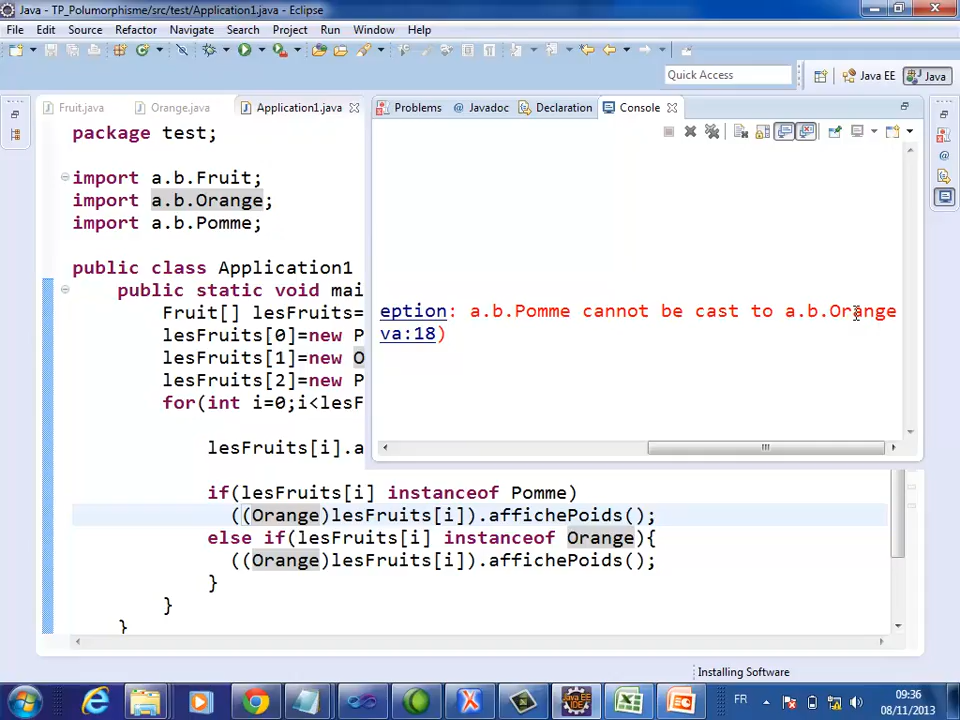 Java - TP_Polumorphisme/src/test/Application1.java - Eclipse
File Edit Source Refactor Navigate Search Project Run Window Help
Quick Access
Java EE
Java
Fruit.java
Orange.java
Application1.java
Problems
Javadoc
Declaration
Console
package test;
import a.b.Fruit;
import a.b.Orange;
import a.b.Pomme;
public class Application1
public static void mai
Fruit[] lesFruits=
lesFruits[0]=new P
lesFruits[1]=new O
lesFruits[2]=new P
for(int i=0;i<lesF
lesFruits[i].a
eption: a.b.Pomme cannot be cast to a.b.Orange
va:18)
if(lesFruits[i] instanceof Pomme)
((Orange)lesFruits[i]).affichePoids();
else if(lesFruits[i] instanceof Orange){
((Orange)lesFruits[i]).affichePoids();
}
}
}
Installing Software
FR
09:36
08/11/2013